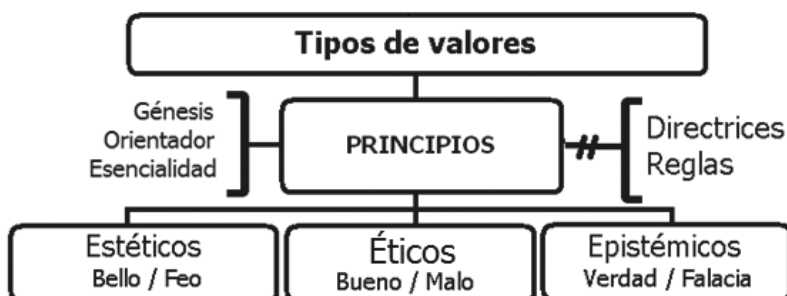 Tipos de valores
Génesis
Orientador
Esencialidad
PRINCIPIOS
Directrices
Reglas
Estéticos
Bello / Feo
Éticos
Bueno / Malo
Epistémicos
Verdad / Falacia